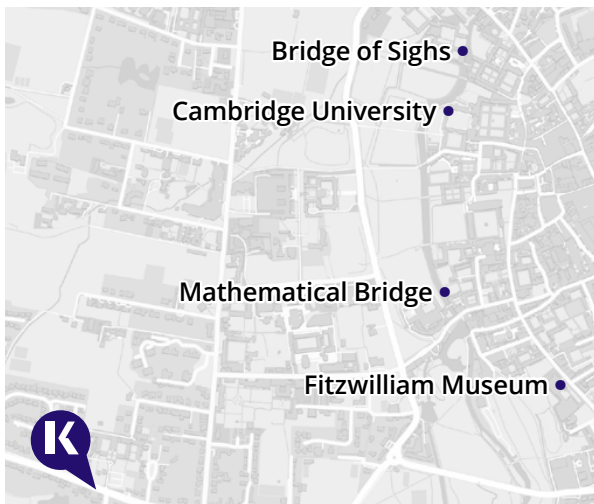 Bridge of Sighs
Cambridge University
Mathematical Bridge
Fitzwilliam Museum
K